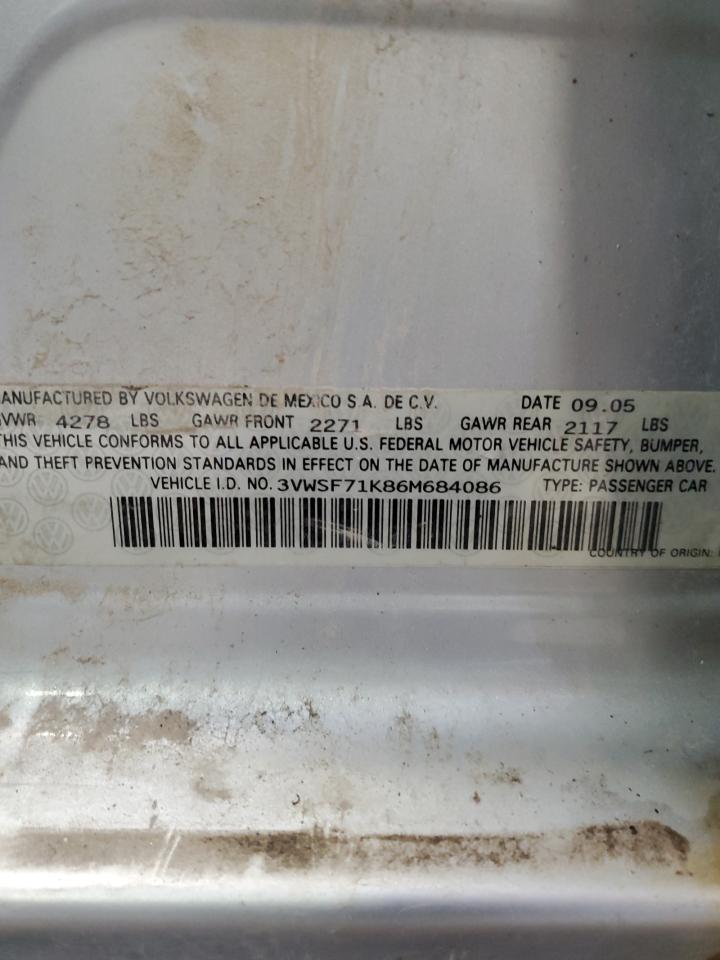 ANUFACTURED BY VOLKSWAGEN DE MEXICO S.A. DE C.V. DATE 09.05
VWR 4278 LBS GAWR FRONT 2271 LBS GAWR REAR 2117 LBS
THIS VEHICLE CONFORMS TO ALL APPLICABLE U.S. FEDERAL MOTOR VEHICLE SAFETY, BUMPER,
AND THEFT PREVENTION STANDARDS IN EFFECT ON THE DATE OF MANUFACTURE SHOWN ABOVE.
VEHICLE I.D. NO. 3VWSF71K86M684086 TYPE: PASSENGER CAR
COUNTRY OF ORIGIN: